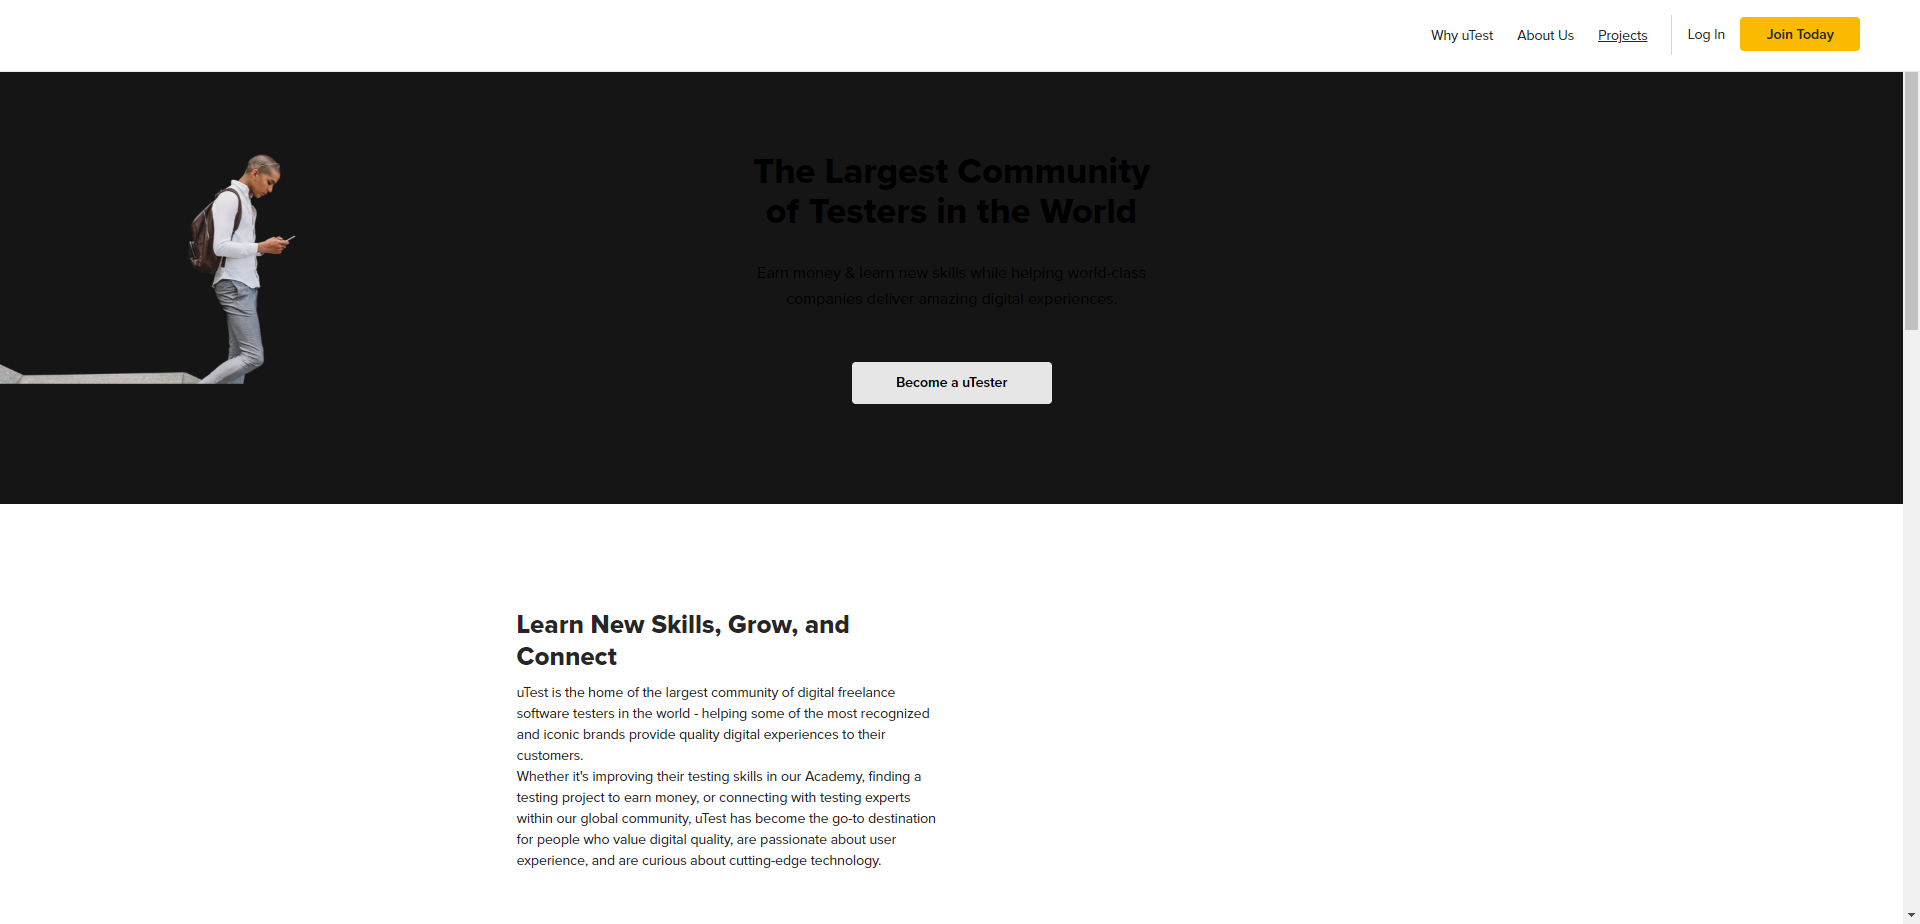 Why uTest
About Us
Projects
Log In
Join Today
The Largest Community
of Testers in the World
Earn money & learn new skills while helping world-class
companies deliver amazing digital experiences.
Become a uTester
Learn New Skills, Grow, and
Connect
uTest is the home of the largest community of digital freelance
software testers in the world - helping some of the most recognized
and iconic brands provide quality digital experiences to their
customers.
Whether it's improving their testing skills in our Academy, finding a
testing project to earn money, or connecting with testing experts
within our global community, uTest has become the go-to destination
for people who value digital quality, are passionate about user
experience, and are curious about cutting-edge technology.